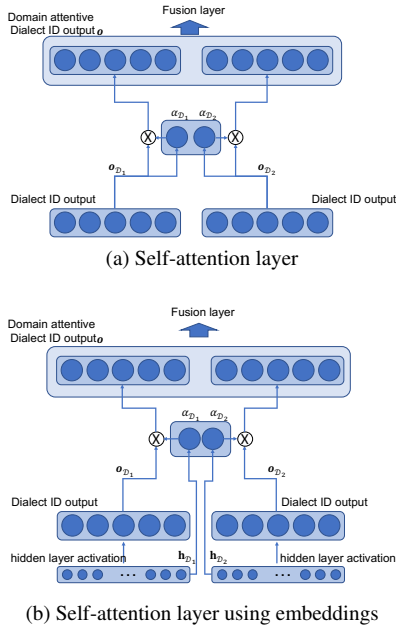 Fusion layer
Domain attentive
Dialect ID output o
α𝒟₁ α𝒟₂
X X
o𝒟₁ o𝒟₂
Dialect ID output Dialect ID output
(a) Self-attention layer
Fusion layer
Domain attentive
Dialect ID output o
α𝒟₁ α𝒟₂
X X
o𝒟₁ o𝒟₂
Dialect ID output Dialect ID output
hidden layer activation h𝒟₁ h𝒟₂ hidden layer activation
... ...
(b) Self-attention layer using embeddings